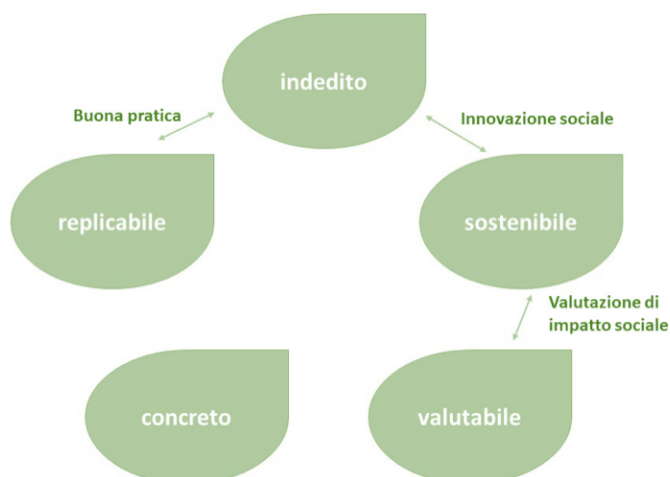 indedito
Buona pratica
Innovazione sociale
replicabile
sostenibile
Valutazione di
impatto sociale
concreto
valutabile